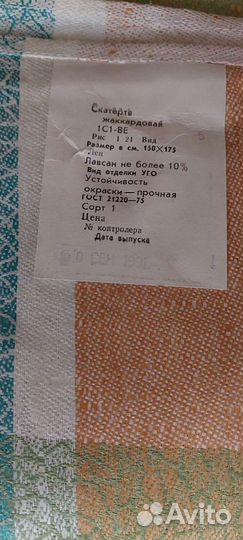 Скатерть
жаккардовая
1С1-ВЕ
Рис 1 21 Вид
Размер в см. 150×175
Лен
Лавсан не более 10%
Вид отделки УГО
Устойчивость
окраски — прочная
ГОСТ 21220—75
Сорт 1
Цена
№ контролера
Дата выпуска
СЕН 199
Avito